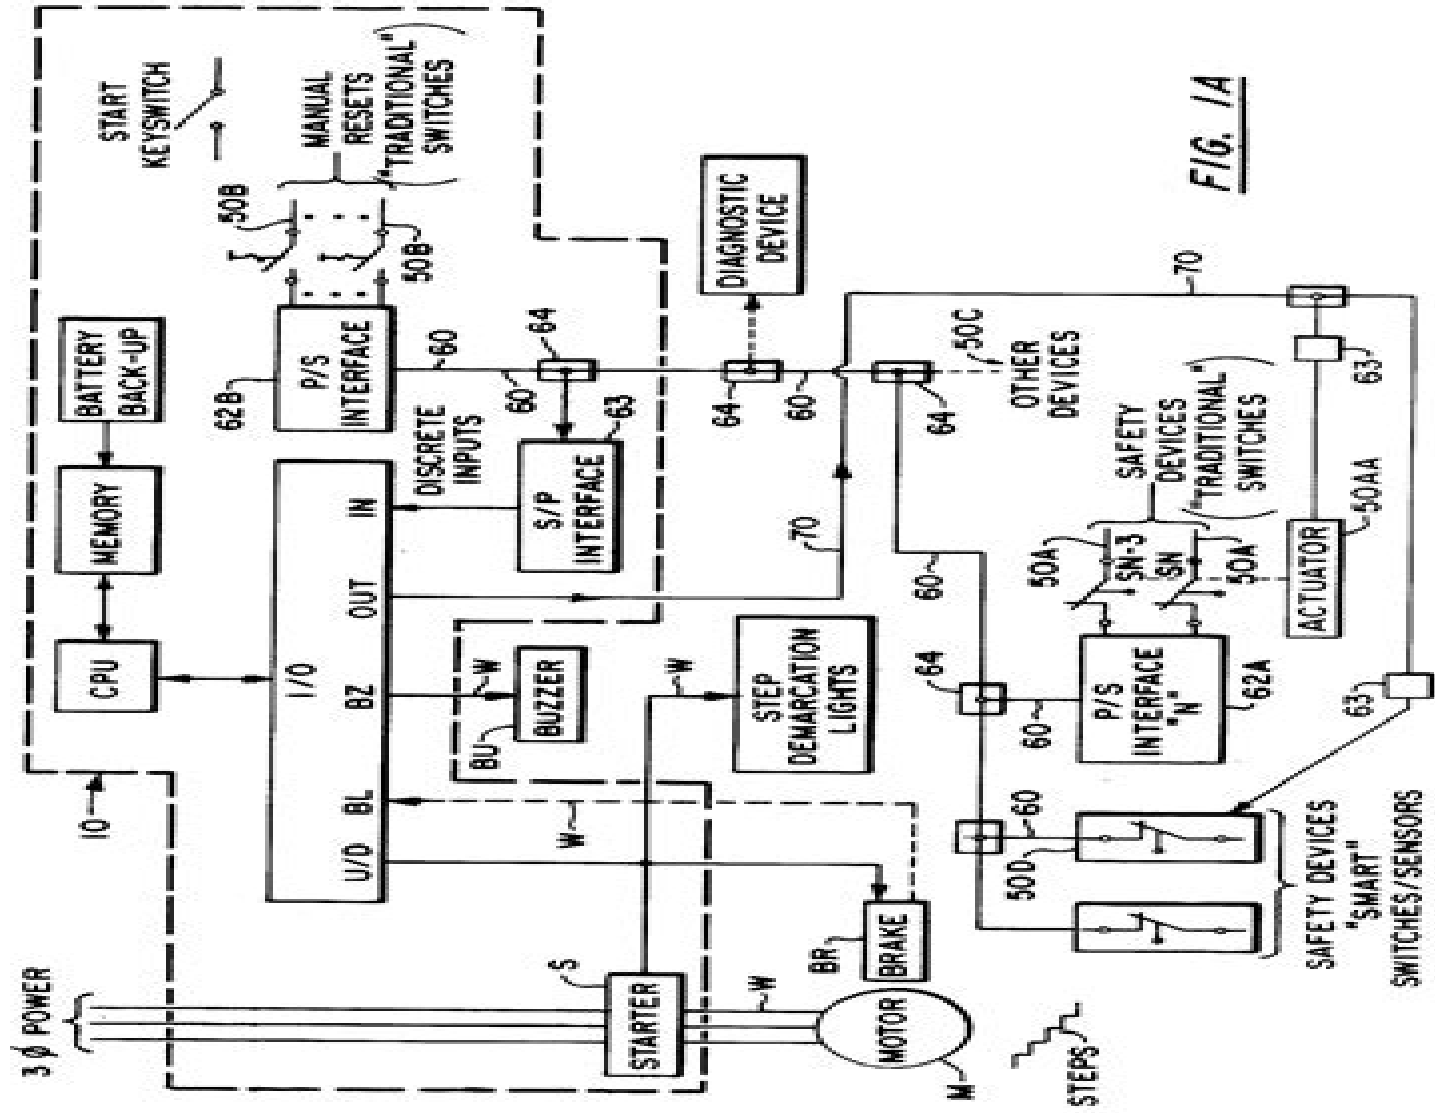 3 ϕ POWER
10
STARTER
S
W
MOTOR
M
STEPS
BR
BRAKE
W
U/D
BL
BZ
OUT
IN
I/O
CPU
MEMORY
BATTERY
BACK-UP
START
KEYSWITCH
62B
P/S
INTERFACE
50B
50B
MANUAL
RESETS
("TRADITIONAL"
SWITCHES)
60
60
64
DISCRETE
INPUTS
S/P
INTERFACE
63
BU
BUZZER
W
W
STEP
DEMARCATION
LIGHTS
70
64
DIAGNOSTIC
DEVICE
60
64
50C
OTHER
DEVICES
70
60
64
60
P/S
INTERFACE
"N"
62A
50A
SN-3
SN
50A
SAFETY
DEVICES
("TRADITIONAL"
SWITCHES)
ACTUATOR
50AA
63
63
50D
60
SAFETY DEVICES
"SMART"
SWITCHES/SENSORS
FIG. 1A